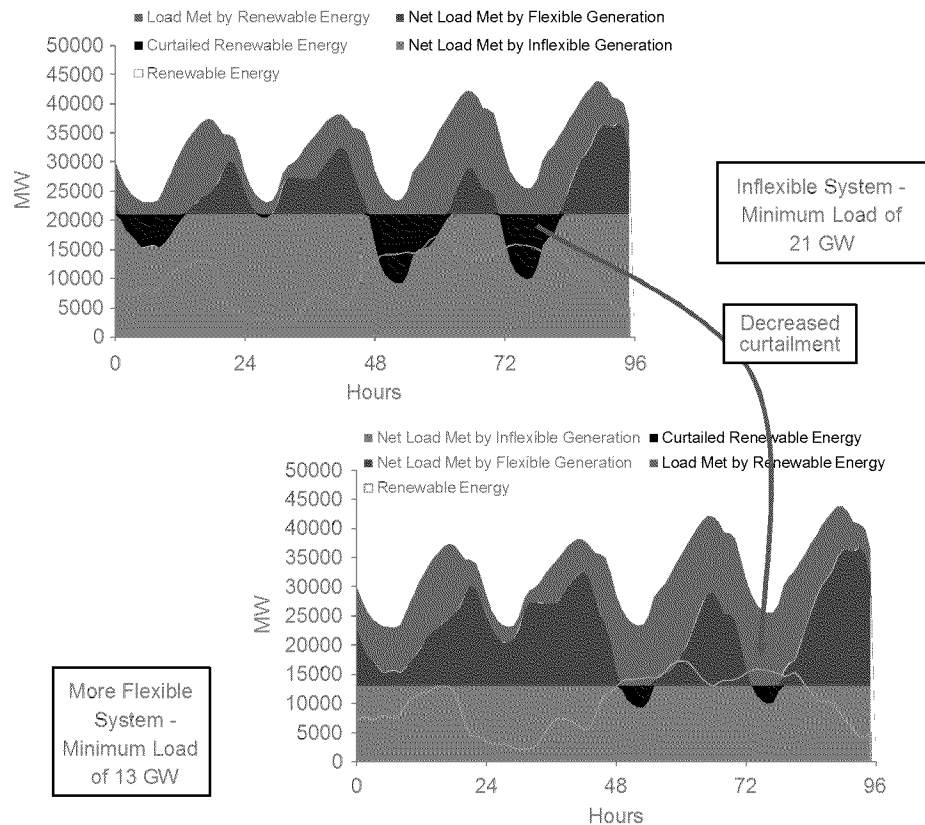 Load Met by Renewable Energy
Net Load Met by Flexible Generation
Curtailed Renewable Energy
Net Load Met by Inflexible Generation
Renewable Energy
50000
45000
40000
35000
30000
25000
20000
15000
10000
5000
0
MW
0 24 48 72 96
Hours
Inflexible System -
Minimum Load of
21 GW
Decreased
curtailment
Net Load Met by Inflexible Generation
Curtailed Renewable Energy
Net Load Met by Flexible Generation
Load Met by Renewable Energy
Renewable Energy
50000
45000
40000
35000
30000
25000
20000
15000
10000
5000
0
MW
0 24 48 72 96
Hours
More Flexible
System -
Minimum Load
of 13 GW